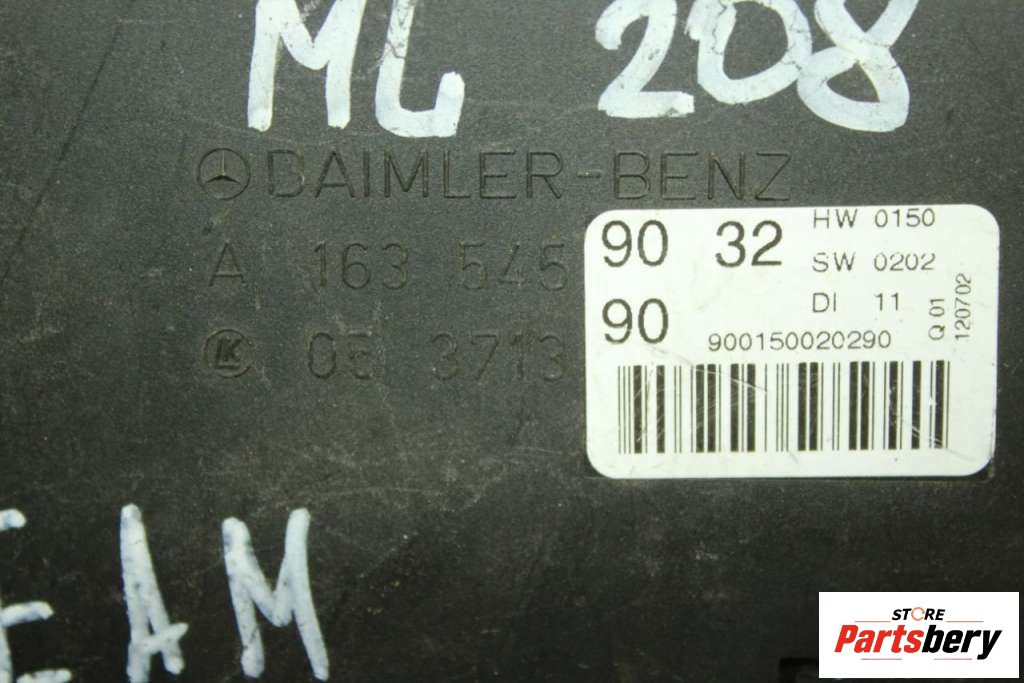 ML 208
DAIMLER-BENZ
A 163 545 90 32
HW 0150
SW 0202
K 05 3713 90
DI 11
900150020290
Q 01
120702
EAM
STORE
Partsbery